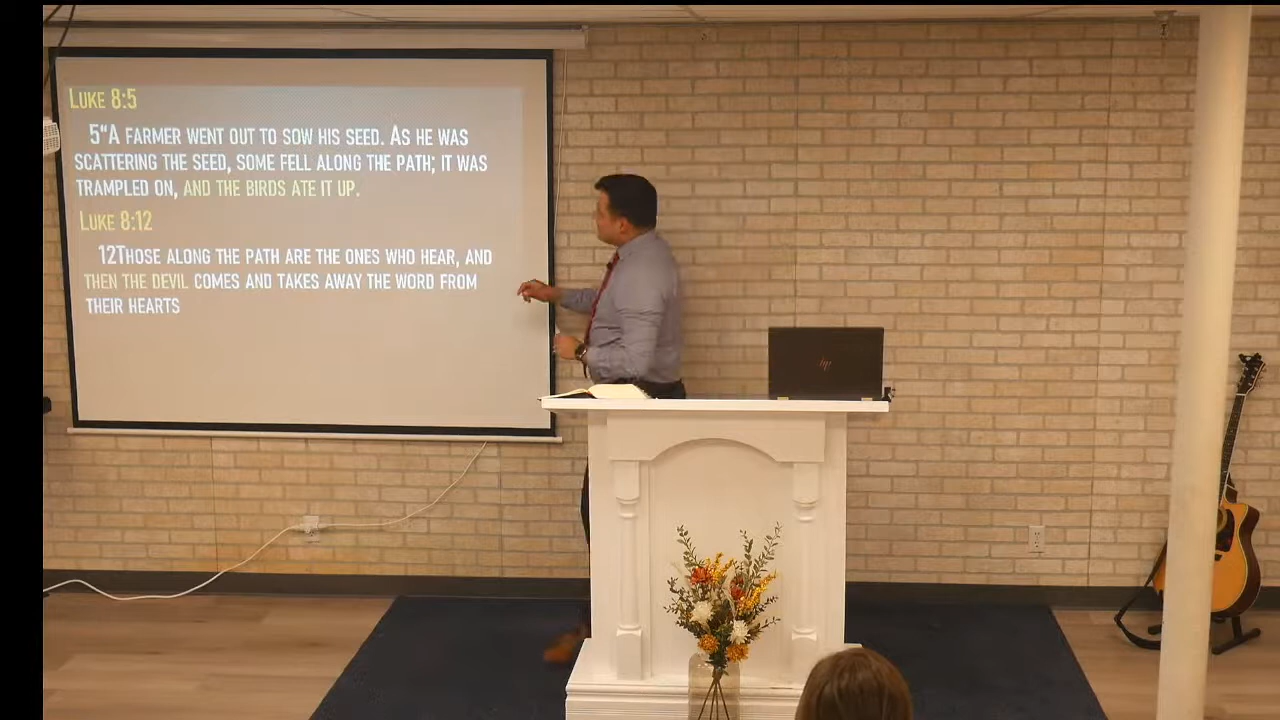 Luke 8:5
5“A farmer went out to sow his seed. As he was
scattering the seed, some fell along the path; it was
trampled on, and the birds ate it up.
Luke 8:12
12Those along the path are the ones who hear, and
then the devil comes and takes away the word from
their hearts
hp